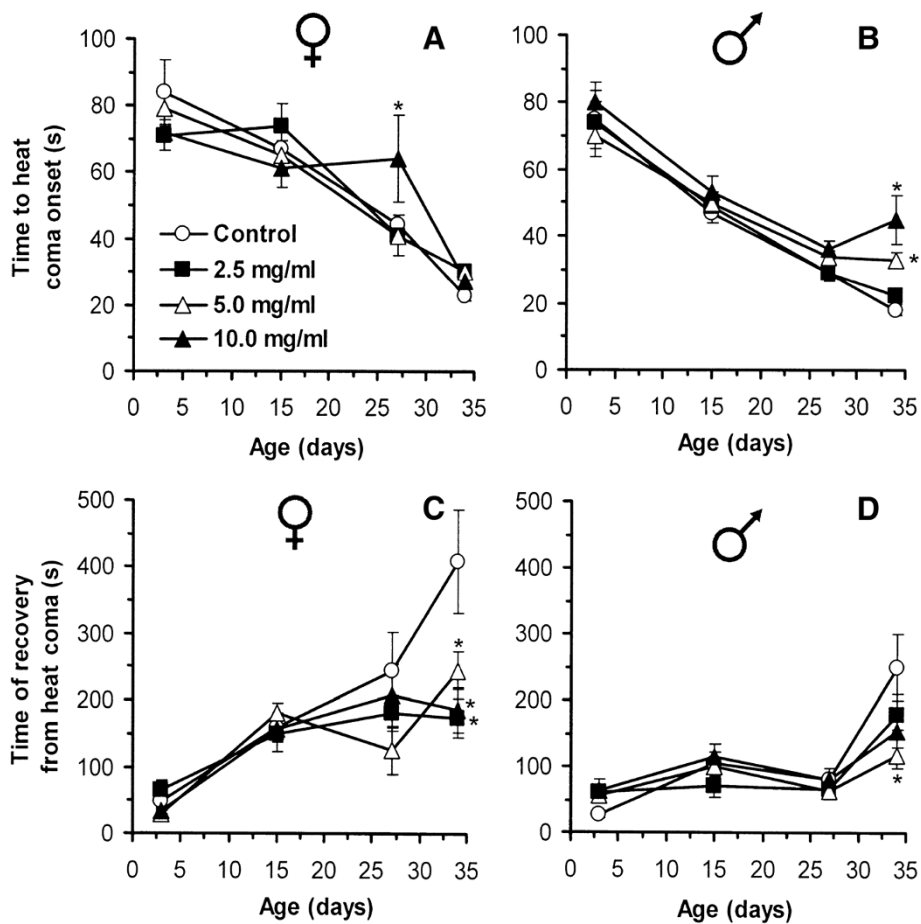 A
B
Time to heat
coma onset (s)
100
80
60
40
20
0
*
Control
2.5 mg/ml
5.0 mg/ml
10.0 mg/ml
0 5 10 15 20 25 30 35
Age (days)
100
80
60
40
20
0
*
*
0 5 10 15 20 25 30 35
Age (days)
C
D
Time of recovery
from heat coma (s)
500
400
300
200
100
0
*
*
*
0 5 10 15 20 25 30 35
Age (days)
500
400
300
200
100
0
*
0 5 10 15 20 25 30 35
Age (days)